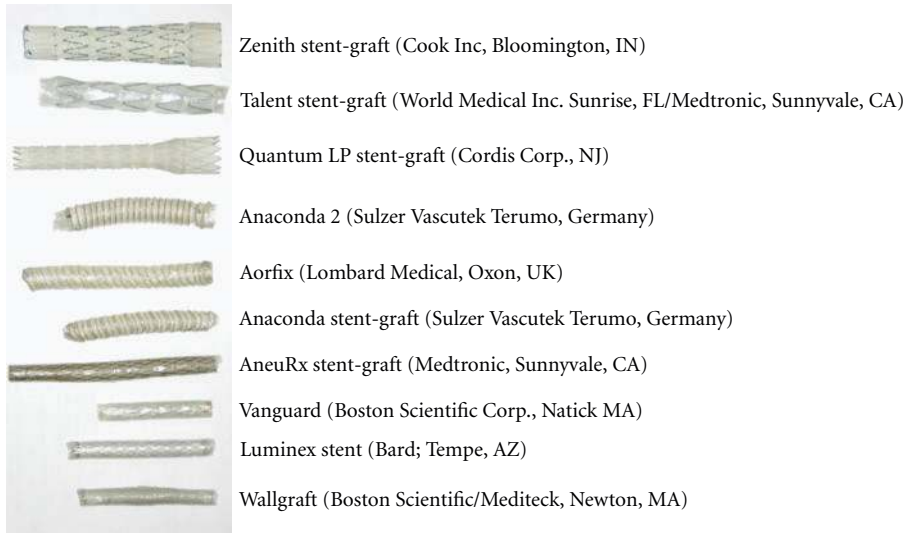 Zenith stent-graft (Cook Inc, Bloomington, IN)
Talent stent-graft (World Medical Inc. Sunrise, FL/Medtronic, Sunnyvale, CA)
Quantum LP stent-graft (Cordis Corp., NJ)
Anaconda 2 (Sulzer Vascutek Terumo, Germany)
Aorfix (Lombard Medical, Oxon, UK)
Anaconda stent-graft (Sulzer Vascutek Terumo, Germany)
AneuRx stent-graft (Medtronic, Sunnyvale, CA)
Vanguard (Boston Scientific Corp., Natick MA)
Luminex stent (Bard; Tempe, AZ)
Wallgraft (Boston Scientific/Mediteck, Newton, MA)